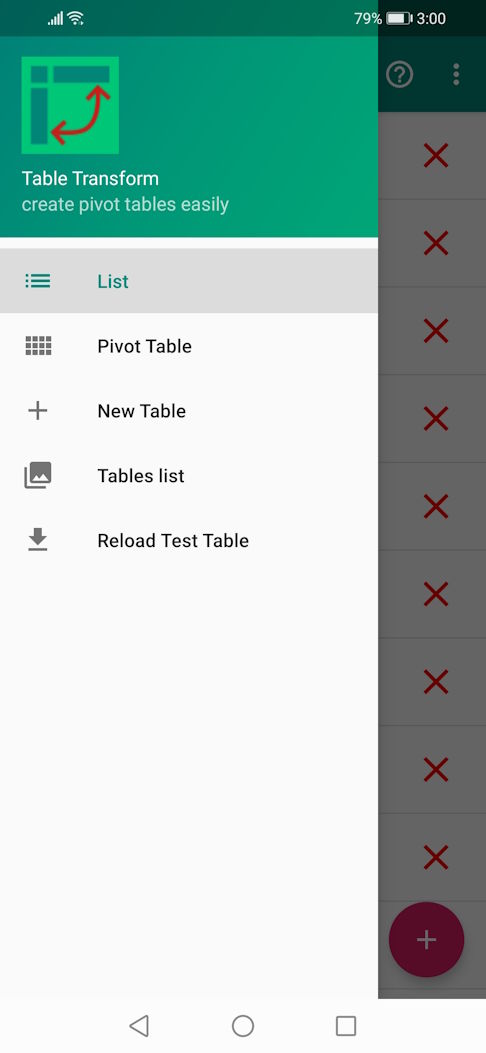 79% 3:00
Table Transform
create pivot tables easily
List
Pivot Table
New Table
Tables list
Reload Test Table